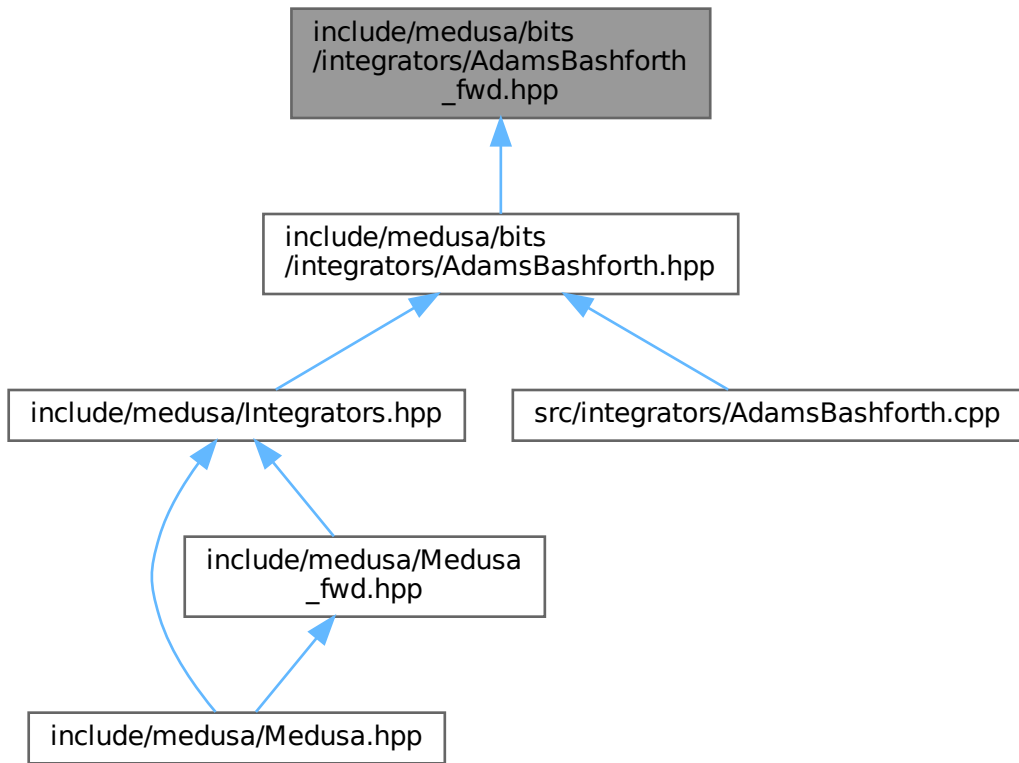 include/medusa/bits
/integrators/AdamsBashforth
_fwd.hpp
include/medusa/bits
/integrators/AdamsBashforth.hpp
include/medusa/Integrators.hpp
src/integrators/AdamsBashforth.cpp
include/medusa/Medusa
_fwd.hpp
include/medusa/Medusa.hpp